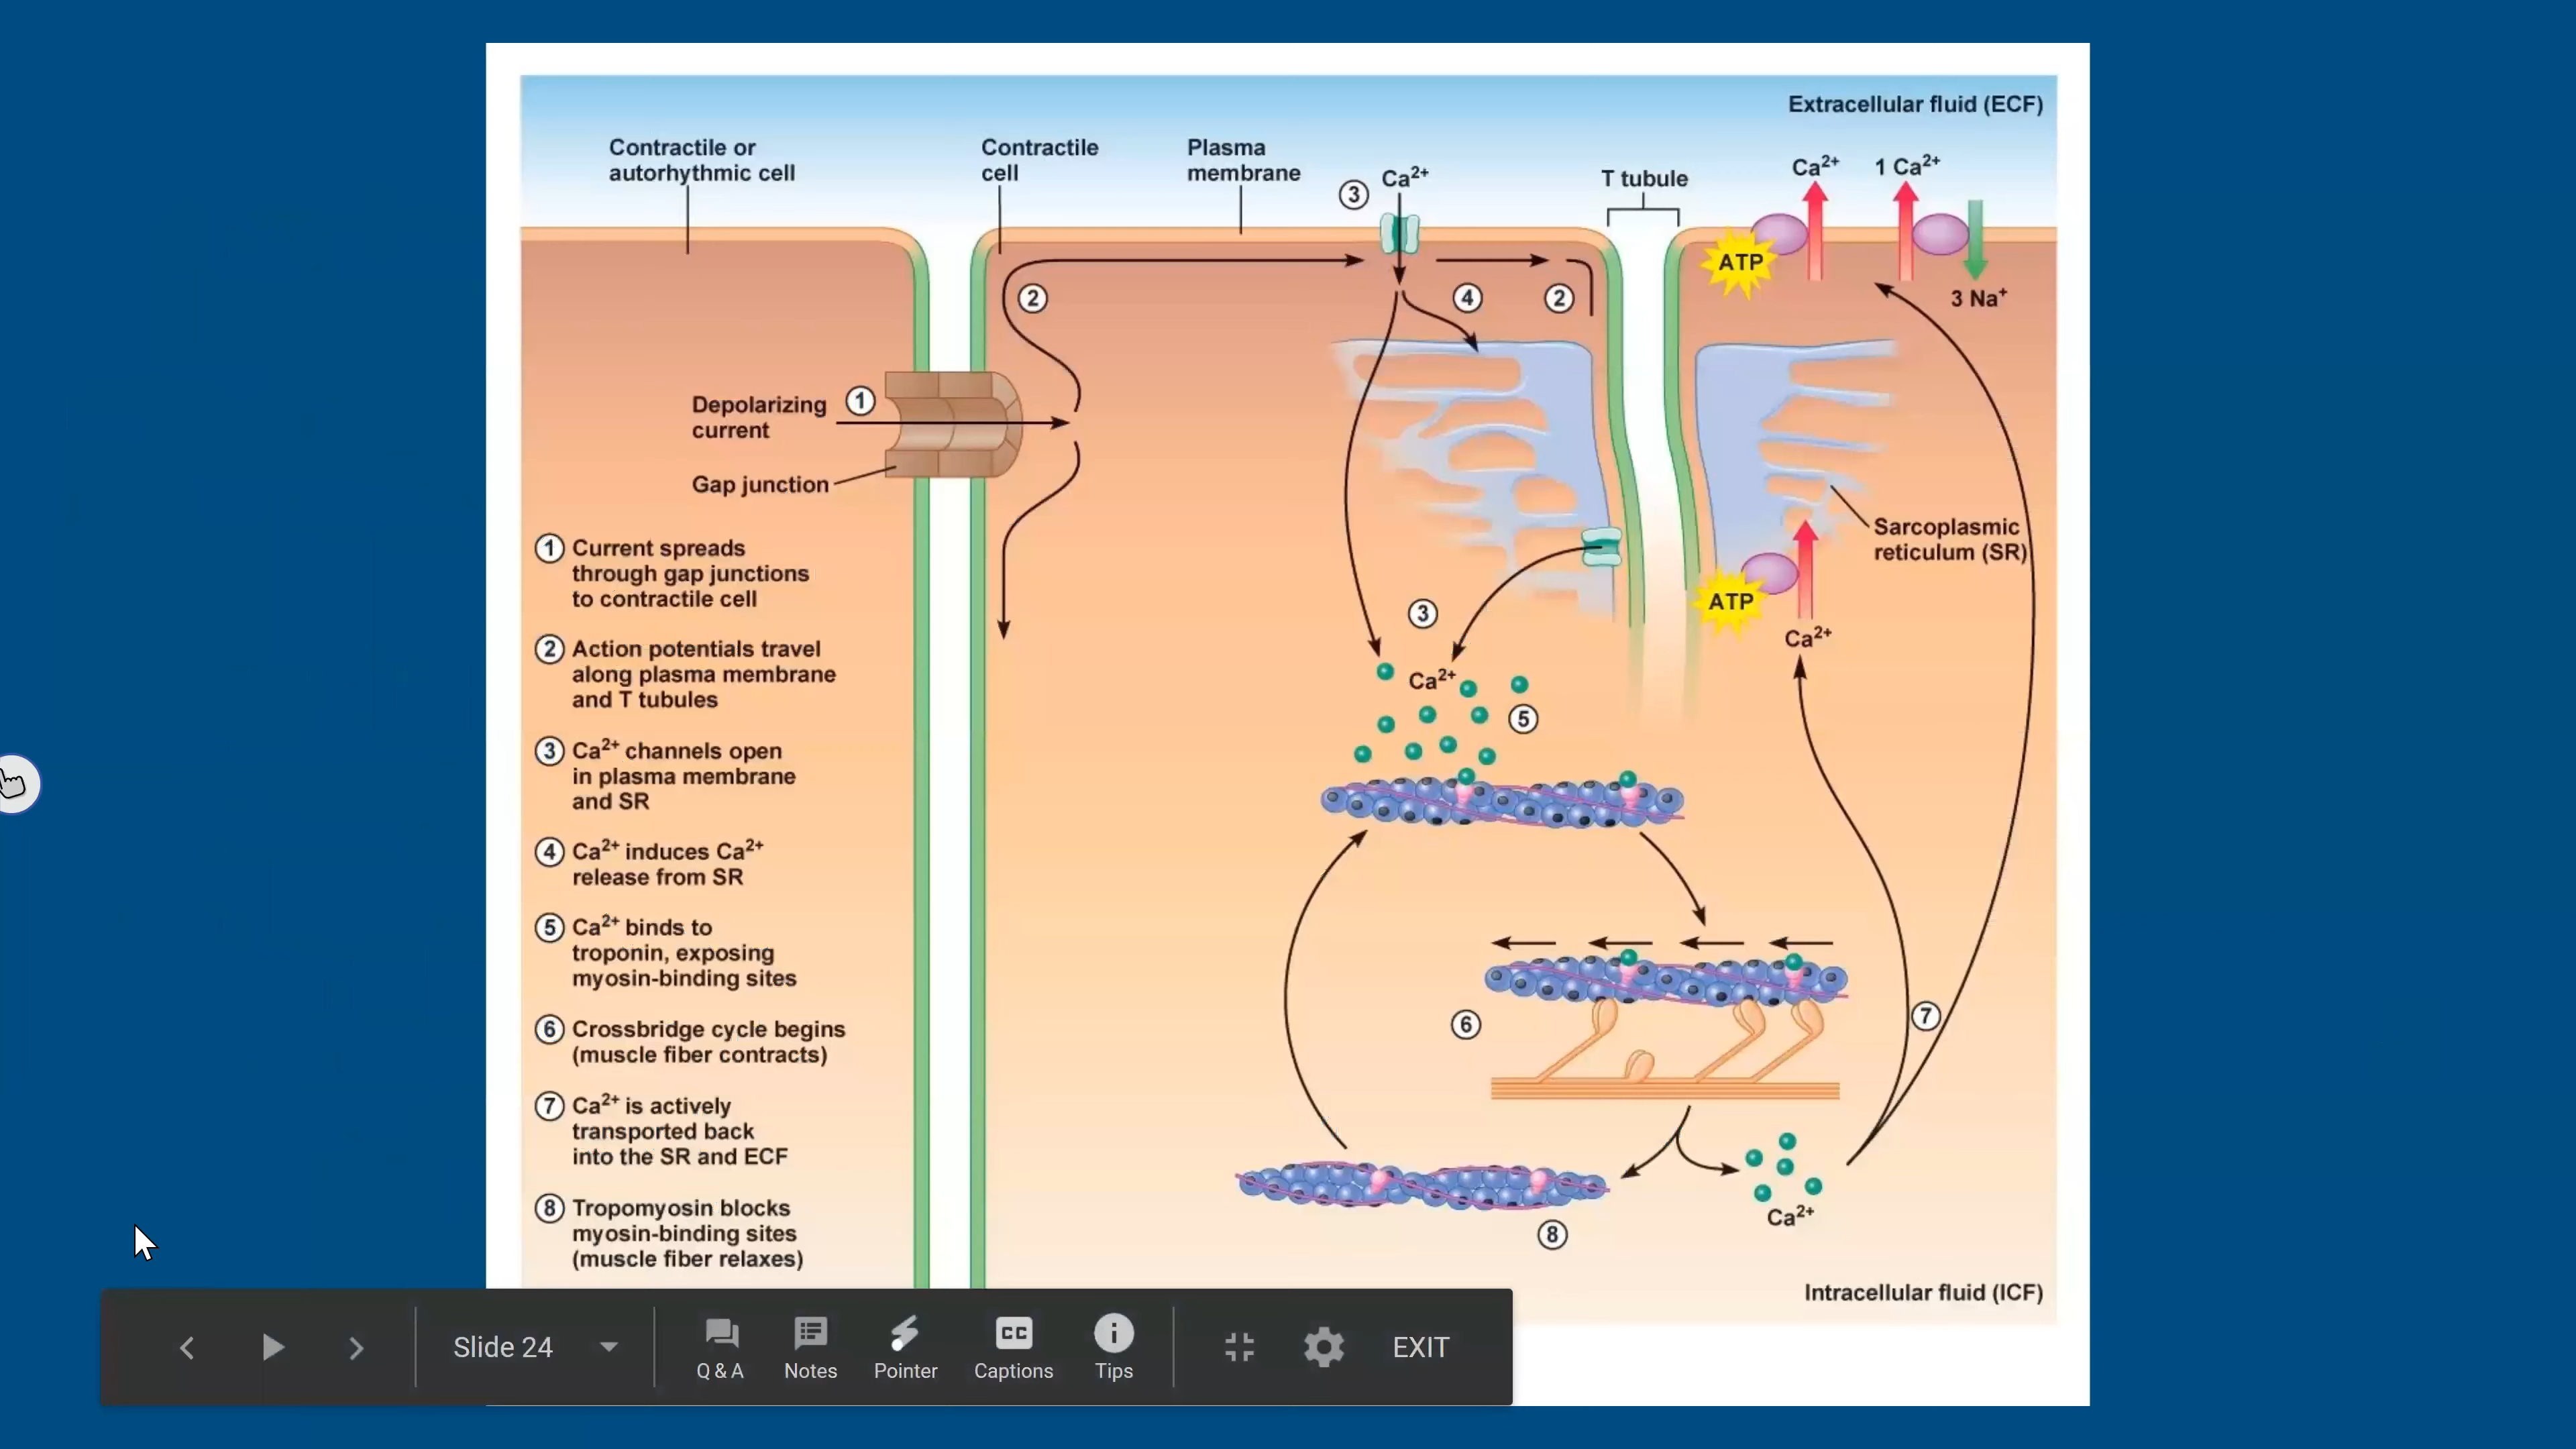 Extracellular fluid (ECF)
Contractile or
autorhythmic cell
Contractile
cell
Plasma
membrane
③ Ca²⁺
T tubule
Ca²⁺
1 Ca²⁺
ATP
3 Na⁺
②
④
②
Depolarizing
current
①
Gap junction
Sarcoplasmic
reticulum (SR)
ATP
Ca²⁺
③
Ca²⁺
⑤
⑥
⑦
Ca²⁺
⑧
① Current spreads
through gap junctions
to contractile cell
② Action potentials travel
along plasma membrane
and T tubules
③ Ca²⁺ channels open
in plasma membrane
and SR
④ Ca²⁺ induces Ca²⁺
release from SR
⑤ Ca²⁺ binds to
troponin, exposing
myosin-binding sites
⑥ Crossbridge cycle begins
(muscle fiber contracts)
⑦ Ca²⁺ is actively
transported back
into the SR and ECF
⑧ Tropomyosin blocks
myosin-binding sites
(muscle fiber relaxes)
Intracellular fluid (ICF)
Slide 24
Q & A
Notes
Pointer
CC
Captions
Tips
EXIT